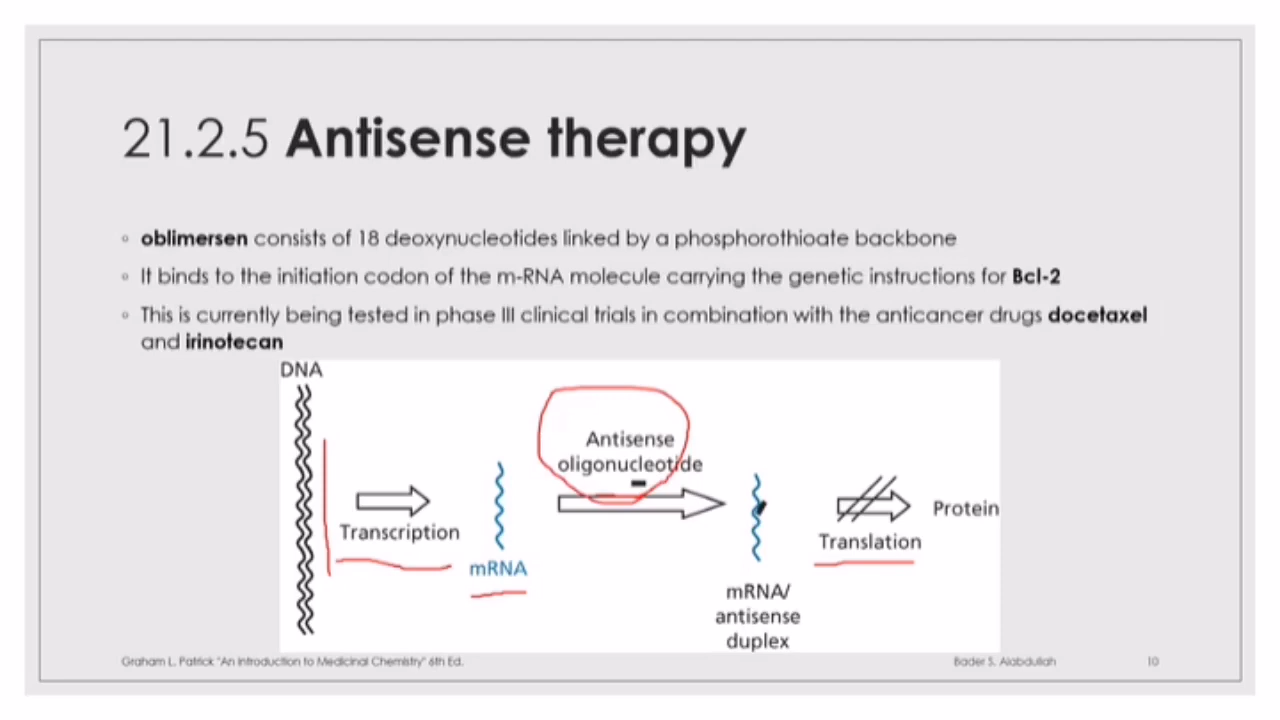 21.2.5 Antisense therapy
oblimersen consists of 18 deoxynucleotides linked by a phosphorothioate backbone
It binds to the initiation codon of the m-RNA molecule carrying the genetic instructions for Bcl-2
This is currently being tested in phase III clinical trials in combination with the anticancer drugs docetaxel
and irinotecan
DNA
Transcription
mRNA
Antisense
oligonucleotide
mRNA/
antisense
duplex
Translation
Protein
Graham L. Patrick "An Introduction to Medicinal Chemistry" 6th Ed.
Bader S. Alabdullah
10